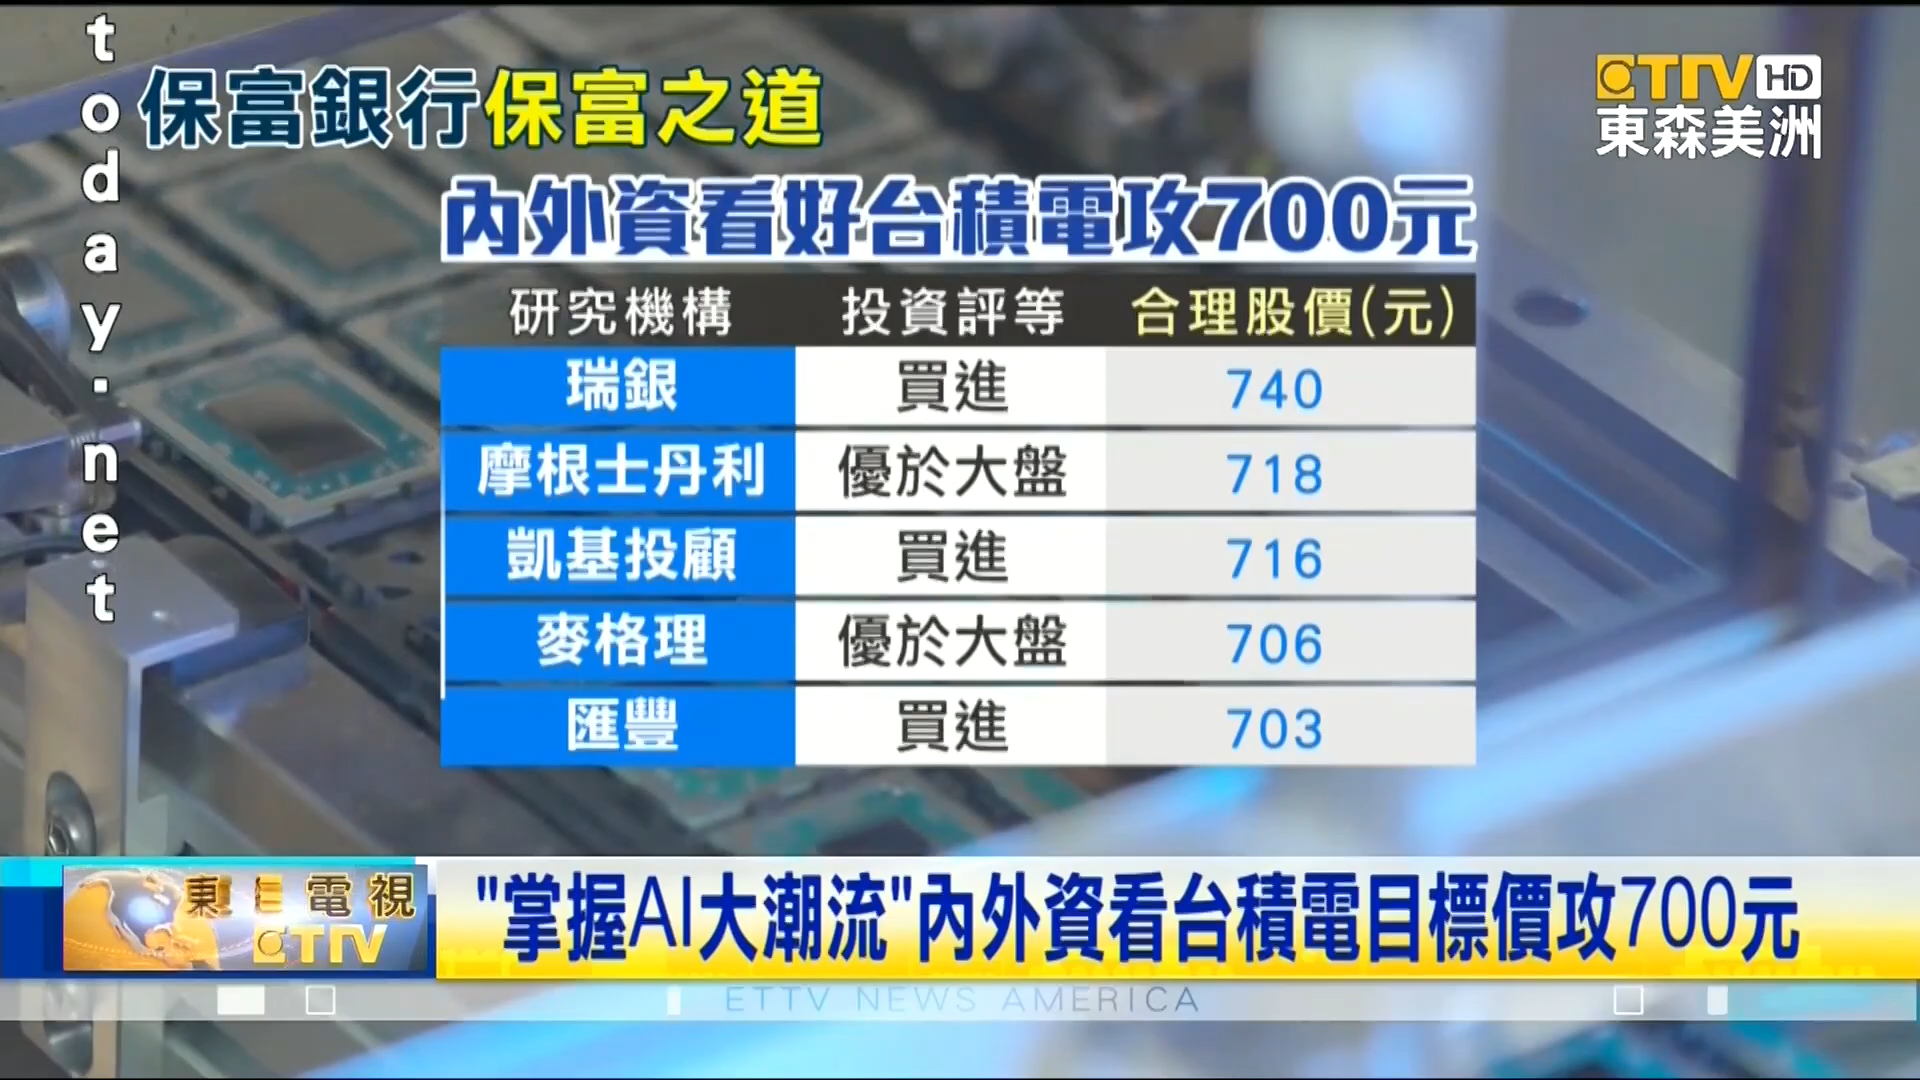 today.net
保富銀行保富之道
ETTV HD
東森美洲
內外資看好台積電攻700元
研究機構 投資評等 合理股價(元)
瑞銀 買進 740
摩根士丹利 優於大盤 718
凱基投顧 買進 716
麥格理 優於大盤 706
匯豐 買進 703
電視
ETTV
"掌握AI大潮流"內外資看台積電目標價攻700元
ETTV NEWS AMERICA